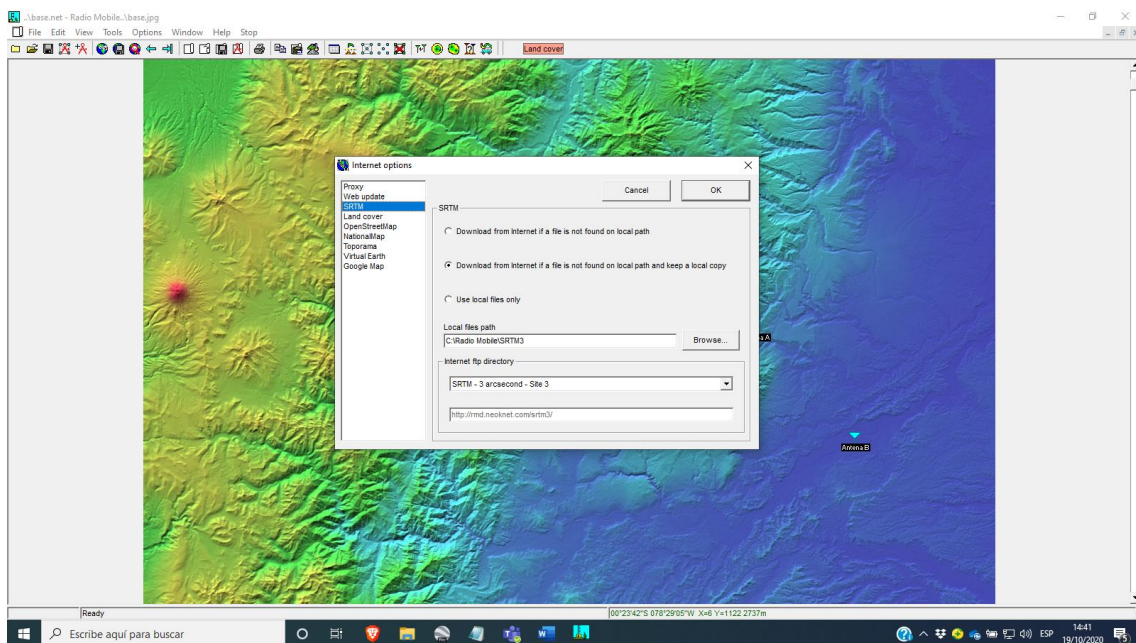 ..\base.net - Radio Mobile..\base.jpg
File Edit View Tools Options Window Help Stop
Land cover
Internet options
Proxy
Web update
SRTM
Land cover
OpenStreetMap
NationalMap
Toporama
Virtual Earth
Google Map
Cancel
OK
SRTM
Download from Internet if a file is not found on local path
Download from Internet if a file is not found on local path and keep a local copy
Use local files only
Local files path
C:\Radio Mobile\SRTM3
Browse...
Internet ftp directory
SRTM - 3 arcsecond - Site 3
http://rmd.neoknet.com/srtm3/
a A
Antena B
Ready
00°23'42"S 078°29'05"W X=6 Y=1122 2737m
Escribe aquí para buscar
ESP
14:41
19/10/2020
5